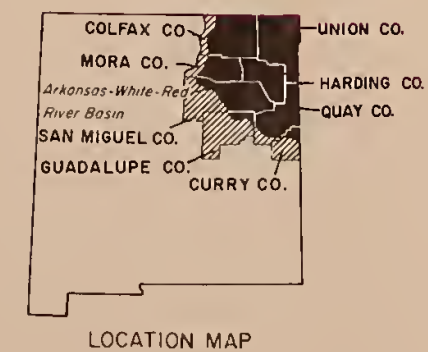 COLFAX CO.
UNION CO.
MORA CO.
HARDING CO.
Arkansas-White-Red
River Basin
QUAY CO.
SAN MIGUEL CO.
GUADALUPE CO.
CURRY CO.
LOCATION MAP